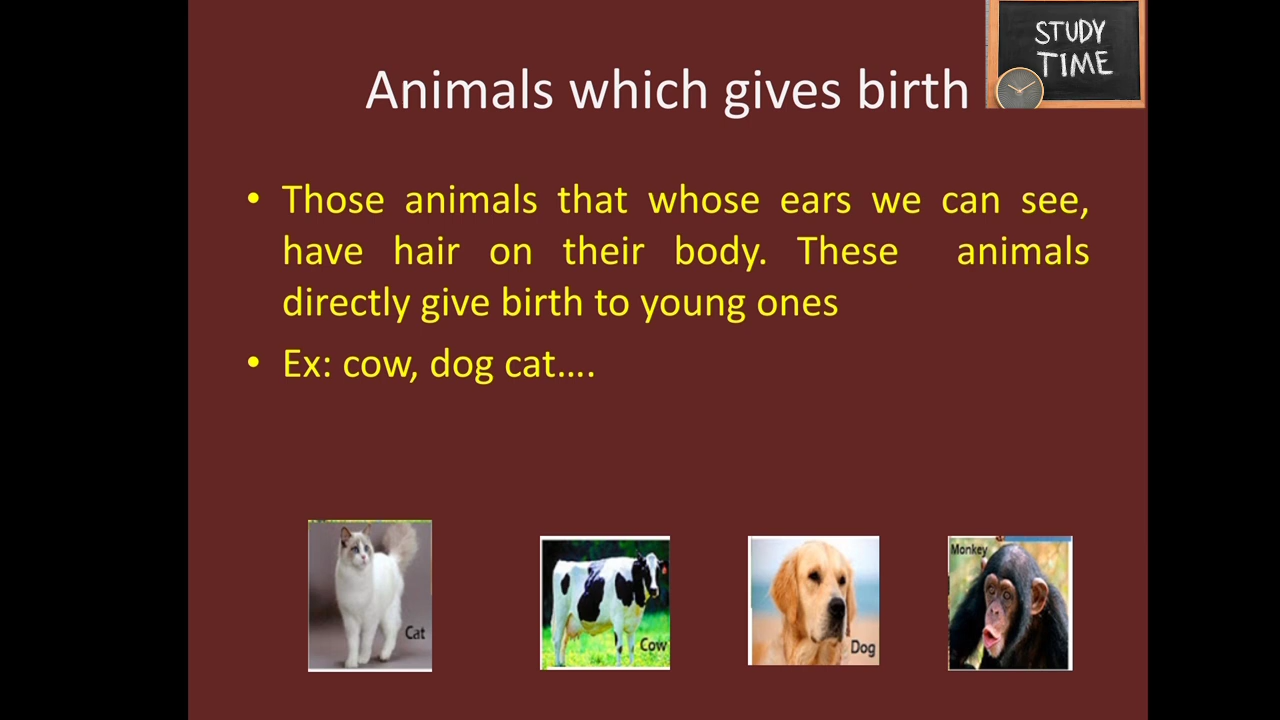 STUDY
TIME
Animals which gives birth
• Those animals that whose ears we can see,
have hair on their body. These animals
directly give birth to young ones
• Ex: cow, dog cat....
Cat
Cow
Dog
Monkey